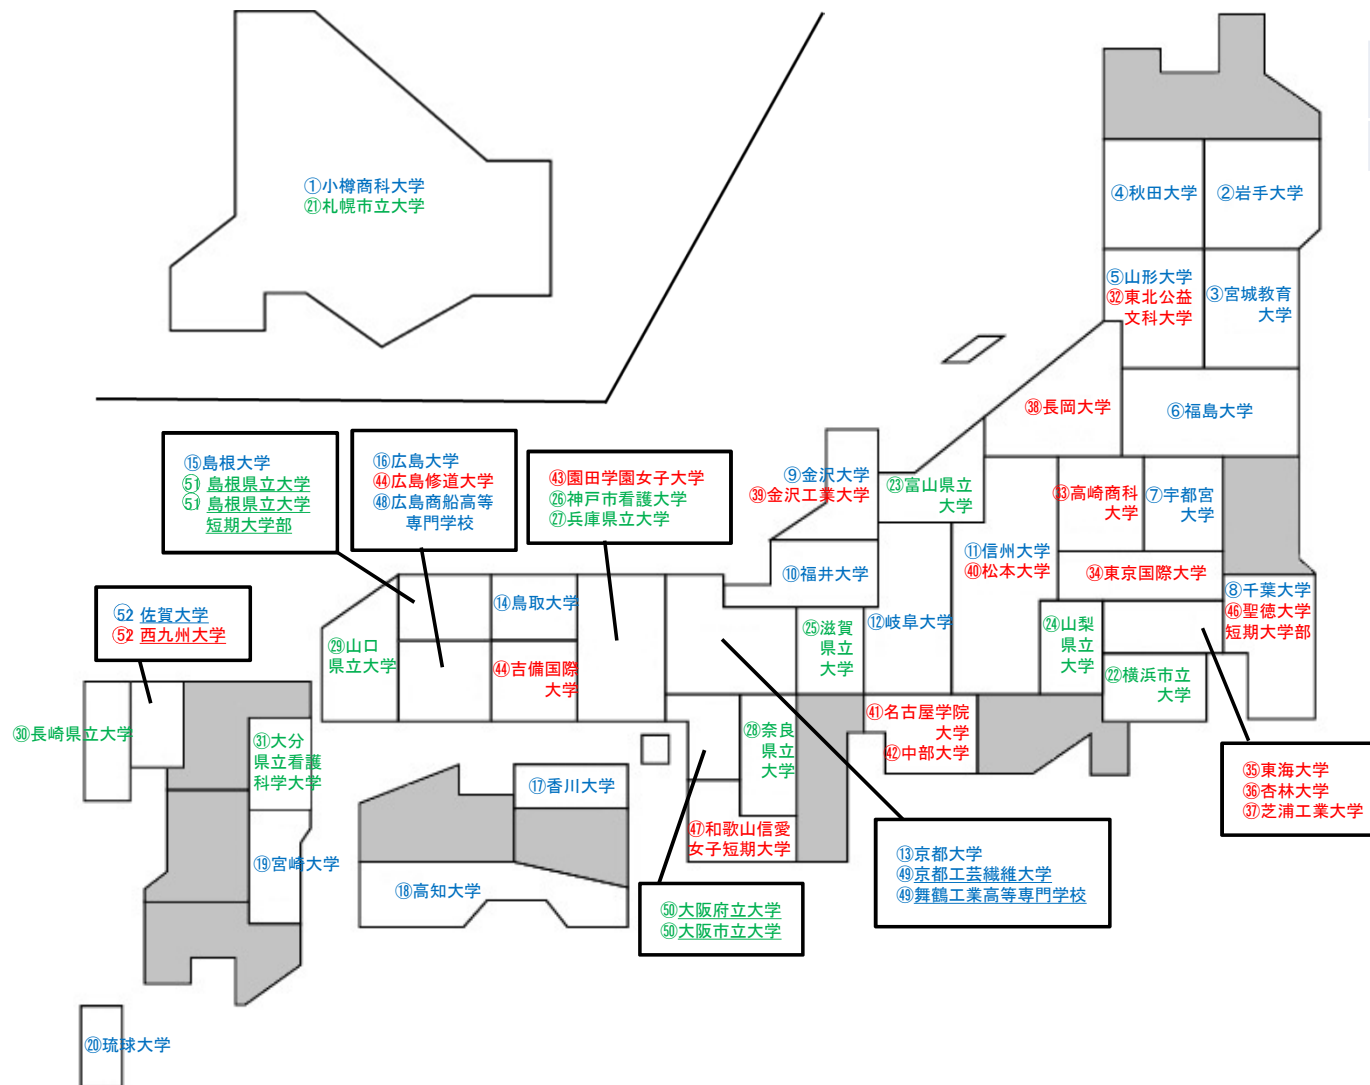 ①小樽商科大学
㉑札幌市立大学
④秋田大学
②岩手大学
⑤山形大学
㉜東北公益
文科大学
③宮城教育
大学
㊳長岡大学
⑥福島大学
⑮島根大学
㊿1 島根県立大学
㊿1 島根県立大学
短期大学部
⑯広島大学
㊹広島修道大学
㊽広島商船高等
専門学校
㊸園田学園女子大学
㉖神戸市看護大学
㉗兵庫県立大学
⑨金沢大学
㊴金沢工業大学
㉓富山県立
大学
㉝高崎商科
大学
⑦宇都宮
大学
⑪信州大学
㊵松本大学
㉞東京国際大学
⑩福井大学
⑧千葉大学
㊻聖徳大学
短期大学部
52 佐賀大学
52 西九州大学
⑭鳥取大学
㉙山口
県立大学
㊹吉備国際
大学
㉕滋賀
県立
大学
⑫岐阜大学
㉔山梨
県立
大学
㉒横浜市立
大学
㉚長崎県立大学
㉛大分
県立看護
科学大学
㉘奈良
県立
大学
㊶名古屋学院
大学
㊷中部大学
⑰香川大学
㉟東海大学
㊱杏林大学
㊲芝浦工業大学
㊼和歌山信愛
女子短期大学
⑲宮崎大学
⑱高知大学
⑬京都大学
㊾京都工芸繊維大学
㊾舞鶴工業高等専門学校
㊿大阪府立大学
㊿大阪市立大学
⑳琉球大学